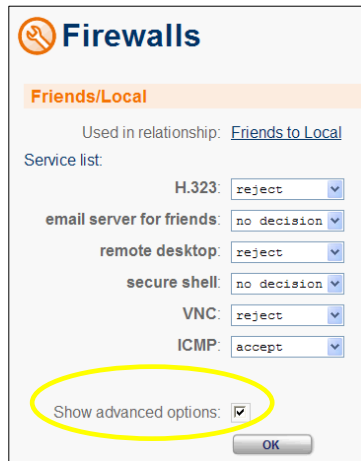 Firewalls
Friends/Local
Used in relationship: Friends to Local
Service list:
H.323: reject
email server for friends: no decision
remote desktop: reject
secure shell: no decision
VNC: reject
ICMP: accept
Show advanced options:
OK